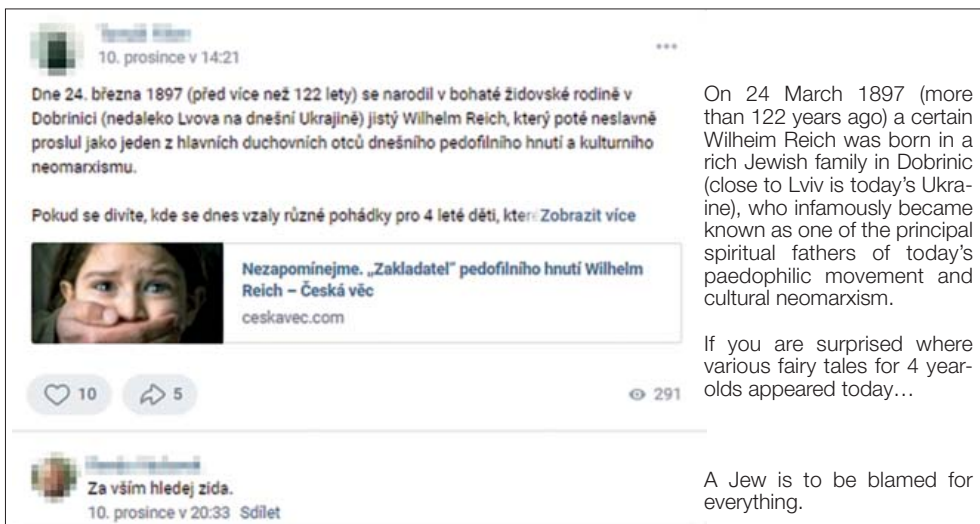 10. prosince v 14:21
Dne 24. března 1897 (před více než 122 lety) se narodil v bohaté židovské rodině v
Dobrinici (nedaleko Lvova na dnešní Ukrajině) jistý Wilhelm Reich, který poté neslavně
proslul jako jeden z hlavních duchovních otců dnešního pedofilního hnutí a kulturního
neomarxismu.
Pokud se divíte, kde se dnes vzaly různé pohádky pro 4 leté děti, kter Zobrazit více
Nezapomínejme. „Zakladatel" pedofilního hnutí Wilhelm
Reich – Česká věc
ceskavec.com
10
5
291
Za vším hledej zida.
10. prosince v 20:33 Sdílet
On 24 March 1897 (more
than 122 years ago) a certain
Wilheim Reich was born in a
rich Jewish family in Dobrinic
(close to Lviv is today's Ukra-
ine), who infamously became
known as one of the principal
spiritual fathers of today's
paedophilic movement and
cultural neomarxism.
If you are surprised where
various fairy tales for 4 year-
olds appeared today…
A Jew is to be blamed for
everything.